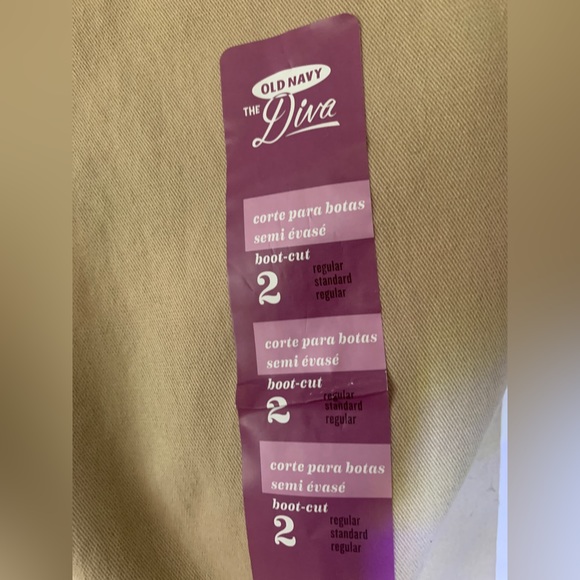 OLD NAVY
THE Diva
corte para botas
semi évasé
boot-cut
2
regular
standard
regular
corte para botas
semi évasé
boot-cut
2
regular
standard
regular
corte para botas
semi évasé
boot-cut
2
regular
standard
regular